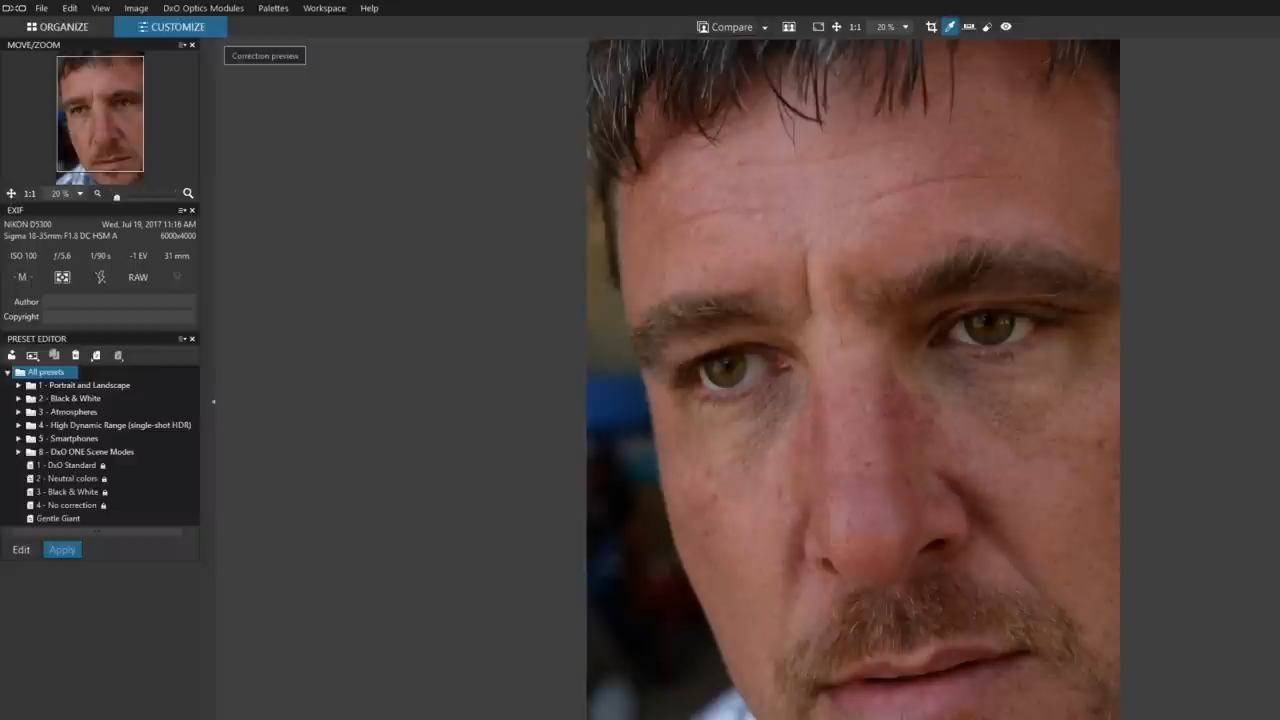 DXO File Edit View Image DxO Optics Modules Palettes Workspace Help
ORGANIZE CUSTOMIZE Compare 1:1 20 %
MOVE/ZOOM
Correction preview
1:1 20 %
EXIF
NIKON D5300 Wed, Jul 19, 2017 11:16 AM
Sigma 18-35mm F1.8 DC HSM A 6000x4000
ISO 100 ƒ/5.6 1/90 s -1 EV 31 mm
- M - RAW
Author
Copyright
PRESET EDITOR
All presets
1 - Portrait and Landscape
2 - Black & White
3 - Atmospheres
4 - High Dynamic Range (single-shot HDR)
5 - Smartphones
8 - DxO ONE Scene Modes
1 - DxO Standard
2 - Neutral colors
3 - Black & White
4 - No correction
Gentle Giant
Edit Apply